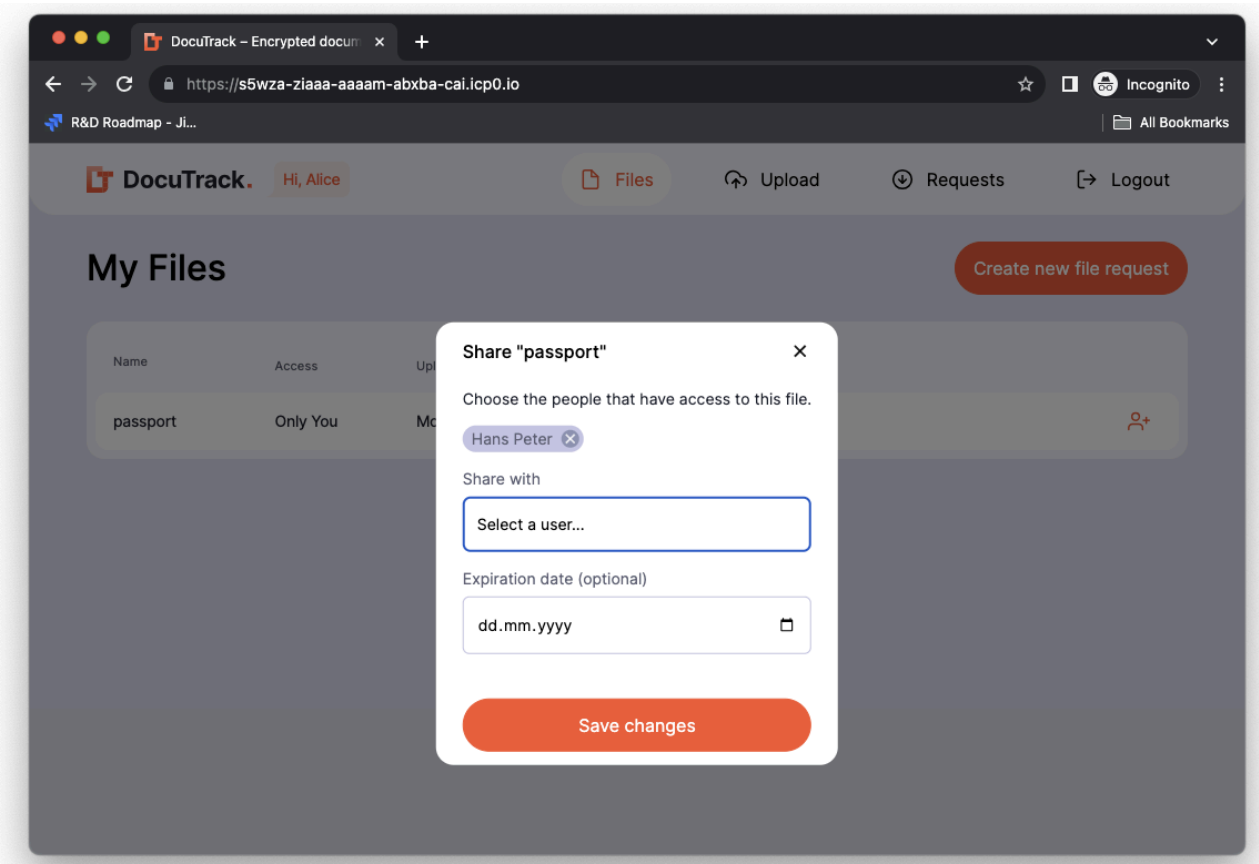 DocuTrack – Encrypted docum
https://s5wza-ziaaa-aaaam-abxba-cai.icp0.io
Incognito
R&D Roadmap - Ji...
All Bookmarks
DocuTrack.
Hi, Alice
Files
Upload
Requests
Logout
My Files
Create new file request
Name
Access
Upl
passport
Only You
Mo
Share "passport"
Choose the people that have access to this file.
Hans Peter
Share with
Select a user...
Expiration date (optional)
dd.mm.yyyy
Save changes